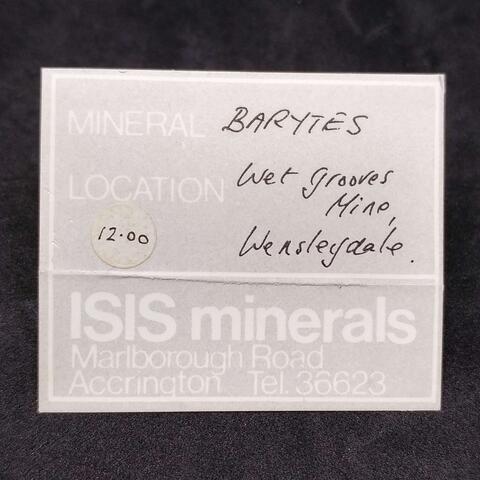 MINERAL BARYTES
LOCATION Wet Grooves
Mine,
12.00
Wensleydale.
ISIS minerals
Marlborough Road
Accrington Tel. 36623